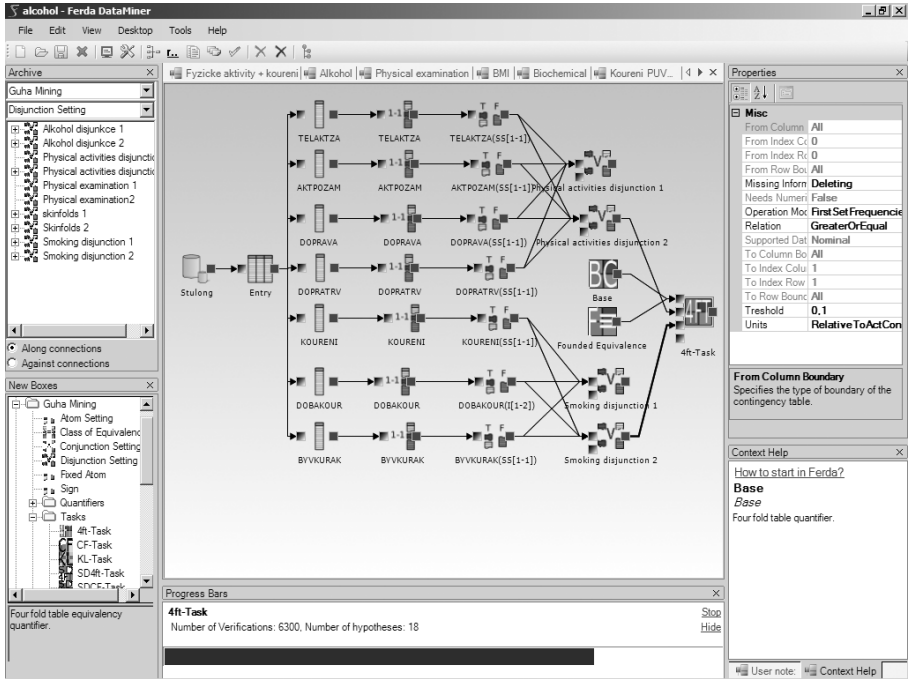 alcohol - Ferda DataMiner
File Edit View Desktop Tools Help
Archive
Guha Mining
Disjunction Setting
Alkohol disjunkce 1
Alkohol disjunkce 2
Physical activities disjuncti
Physical activities disjuncti
Physical examination 1
Physical examination2
skinfolds 1
Skinfolds 2
Smoking disjunction 1
Smoking disjunction 2
Along connections
Against connections
New Boxes
Guha Mining
Atom Setting
Class of Equivalenc
Conjunction Setting
Disjunction Setting
Fixed Atom
Sign
Quantifiers
Tasks
4ft-Task
CF-Task
KL-Task
SD4ft-Task
SDCF-Task
Four fold table equivalency
quantifier.
Fyzicke aktivity + koureni Alkohol Physical examination BMI Biochemical Koureni PUV...
TELAKTZA TELAKTZA TELAKTZA(SS[1-1])
AKTPOZAM AKTPOZAM AKTPOZAM(SS[1-1]) Physical activities disjunction 1
DOPRAVA DOPRAVA DOPRAVA(SS[1-1]) Physical activities disjunction 2
Stulong Entry DOPRATRV DOPRATRV DOPRATRV(SS[1-1]) Base
KOURENI KOURENI KOURENI(SS[1-1]) Founded Equivalence
4ft-Task
DOBAKOUR DOBAKOUR DOBAKOUR(I[1-2]) Smoking disjunction 1
BYVKURAK BYVKURAK BYVKURAK(SS[1-1]) Smoking disjunction 2
Progress Bars
4ft-Task Stop
Number of Verifications: 6300, Number of hypotheses: 18 Hide
Properties
Misc
From Column All
From Index Cc 0
From Index Rc 0
From Row Bou All
Missing Inform Deleting
Needs Numeri False
Operation Moc FirstSetFrequencie
Relation GreaterOrEqual
Supported Dat Nominal
To Column Bo All
To Index Colu 1
To Index Row 1
To Row Bounc All
Treshold 0,1
Units RelativeToActCon
From Column Boundary
Specifies the type of boundary of the
contingency table.
Context Help
How to start in Ferda?
Base
Base
Four fold table quantifier.
User note: Context Help